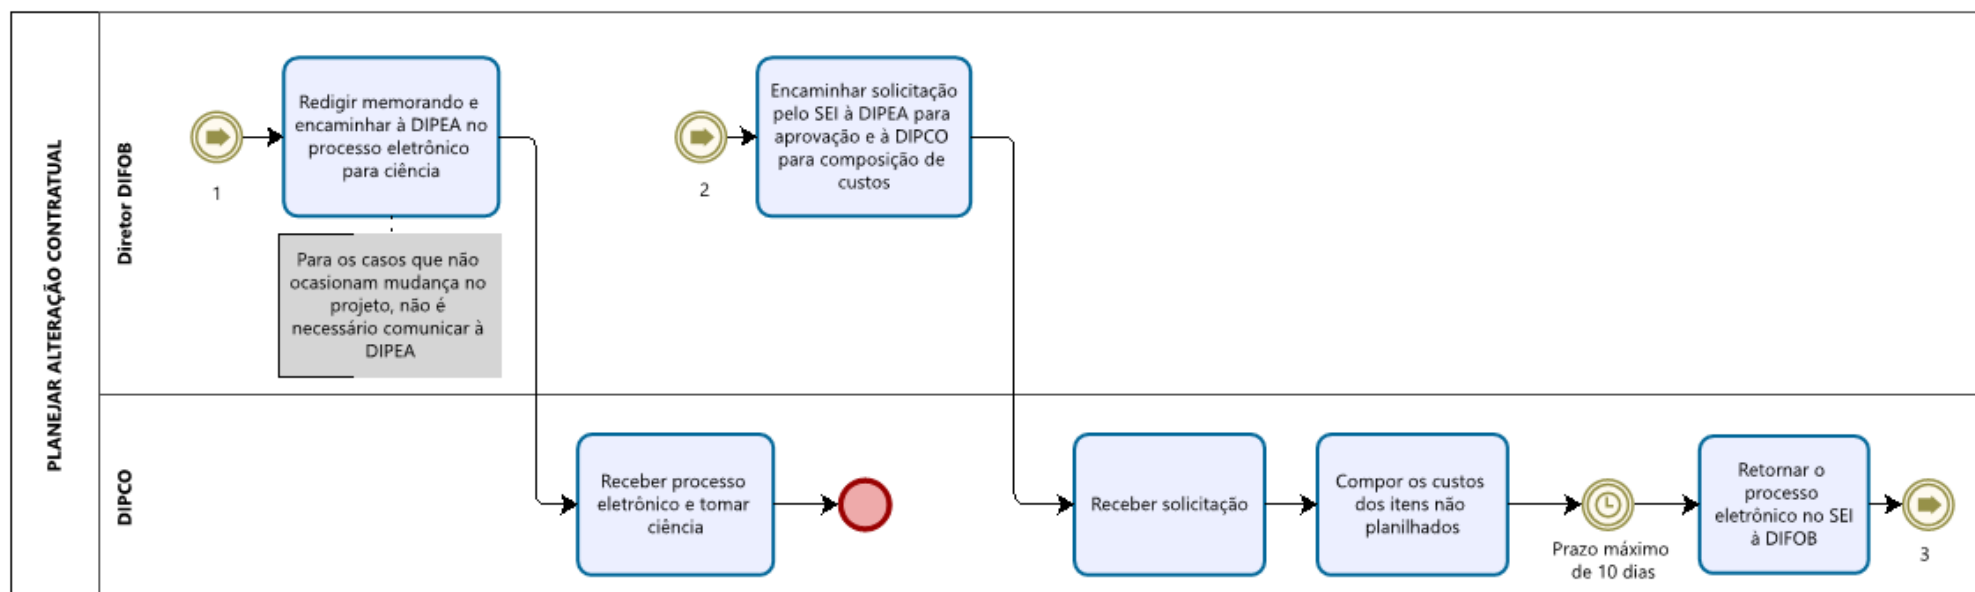 PLANEJAR ALTERAÇÃO CONTRATUAL
Diretor DIFOB
1
Redigir memorando e
encaminhar à DIPEA no
processo eletrônico
para ciência
Para os casos que não
ocasionam mudança no
projeto, não é
necessário comunicar à
DIPEA
2
Encaminhar solicitação
pelo SEI à DIPEA para
aprovação e à DIPCO
para composição de
custos
DIPCO
Receber processo
eletrônico e tomar
ciência
Receber solicitação
Compor os custos
dos itens não
planilhados
Prazo máximo
de 10 dias
Retornar o
processo
eletrônico no SEI
à DIFOB
3